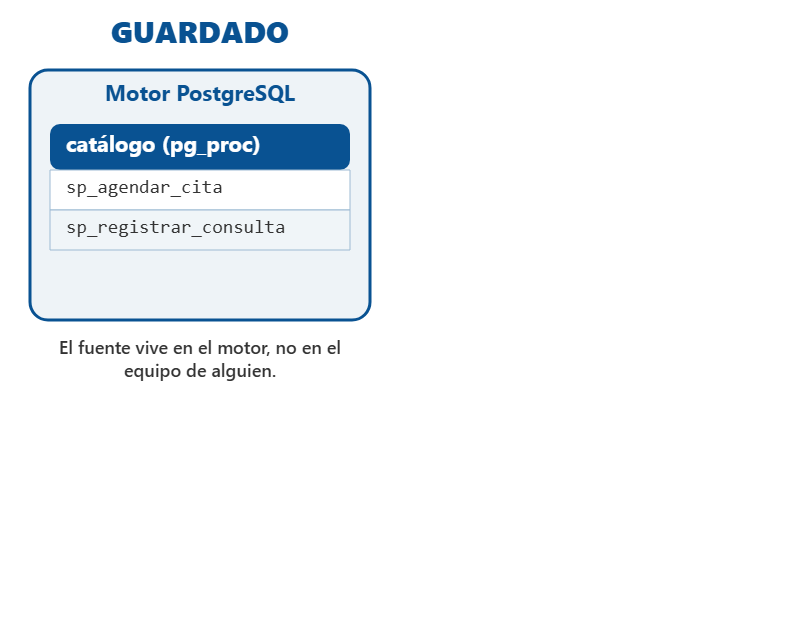 GUARDADO
Motor PostgreSQL
catálogo (pg_proc)
sp_agendar_cita
sp_registrar_consulta
El fuente vive en el motor, no en el
equipo de alguien.